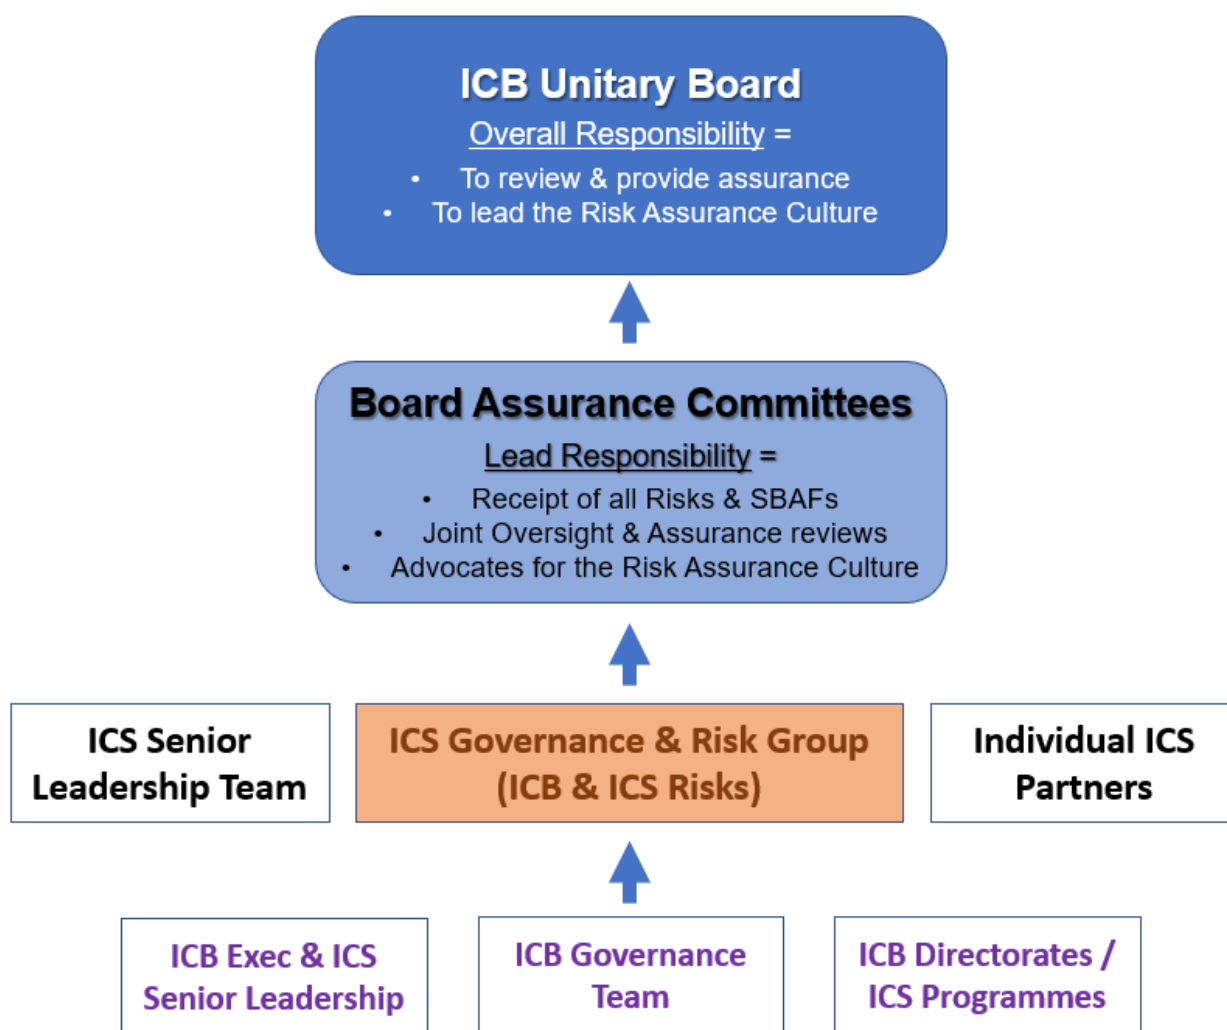 ICB Unitary Board
Overall Responsibility =
• To review & provide assurance
• To lead the Risk Assurance Culture
Board Assurance Committees
Lead Responsibility =
• Receipt of all Risks & SBAFs
• Joint Oversight & Assurance reviews
• Advocates for the Risk Assurance Culture
ICS Senior
Leadership Team
ICS Governance & Risk Group
(ICB & ICS Risks)
Individual ICS
Partners
ICB Exec & ICS
Senior Leadership
ICB Governance
Team
ICB Directorates /
ICS Programmes